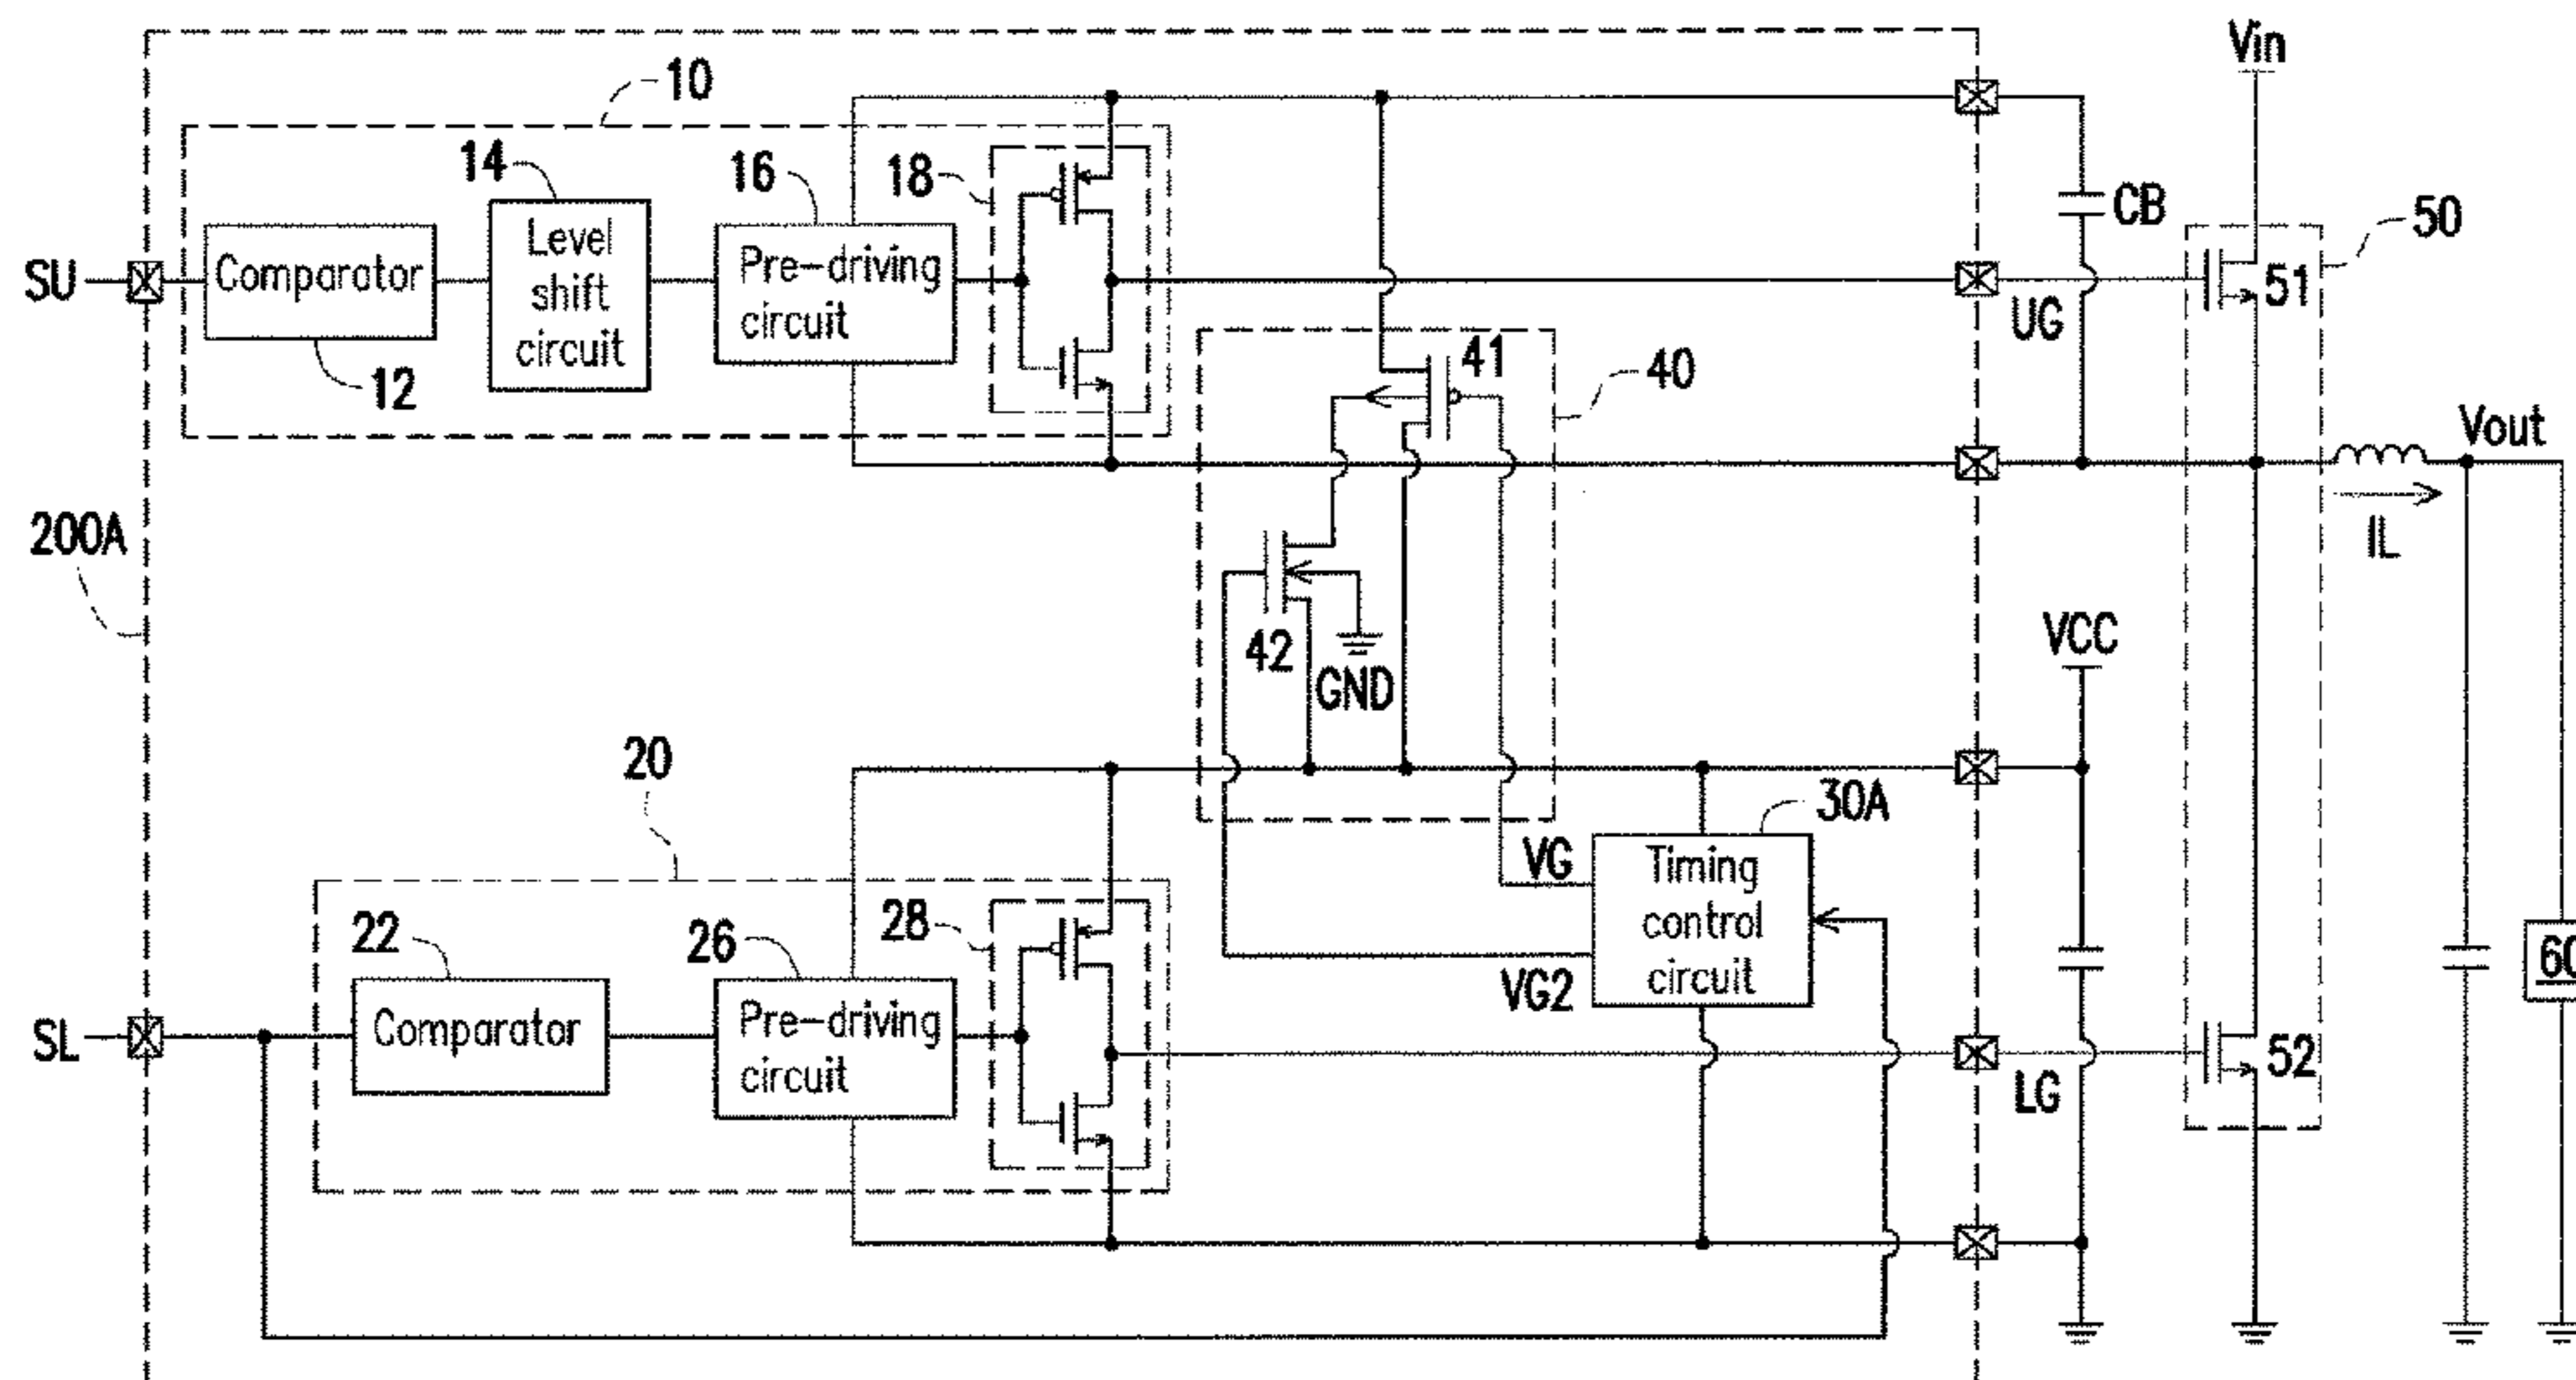 Vin
10
14
16
18
CB
50
SU
Comparator
Level
shift
circuit
Pre-driving
circuit
51
UG
12
41
40
Vout
200A
IL
42
GND
VCC
20
30A
VG
Timing
control
circuit
22
26
28
VG2
60
SL
Comparator
Pre-driving
circuit
52
LG